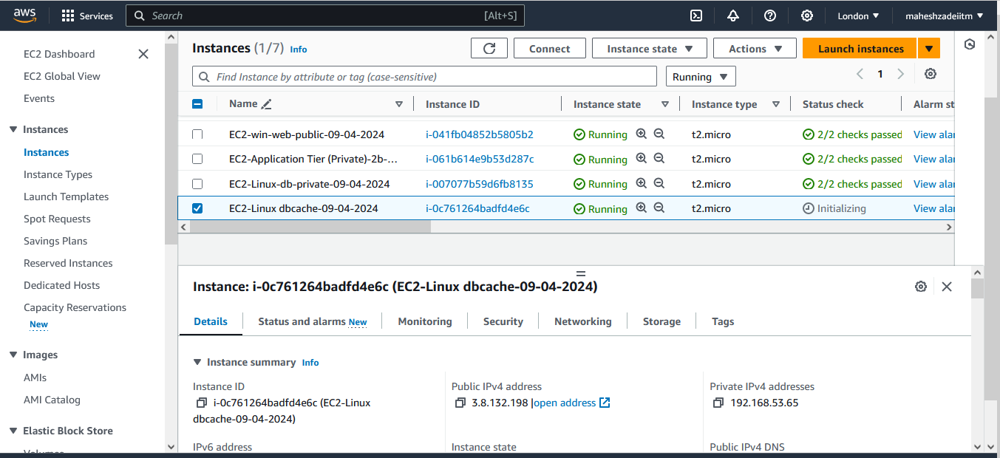 aws Services Search [Alt+S] London ▼ maheshzadeiitm ▼
EC2 Dashboard
EC2 Global View
Events
Instances
Instances
Instance Types
Launch Templates
Spot Requests
Savings Plans
Reserved Instances
Dedicated Hosts
Capacity Reservations
New
Images
AMIs
AMI Catalog
Elastic Block Store
Instances (1/7) Info Connect Instance state ▼ Actions ▼ Launch instances ▼
Find Instance by attribute or tag (case-sensitive) Running ▼ 1
Name Instance ID Instance state Instance type Status check Alarm st
EC2-win-web-public-09-04-2024 i-041fb04852b5805b2 Running t2.micro 2/2 checks passed View alar
EC2-Application Tier (Private)-2b-... i-061b614e9b53d287c Running t2.micro 2/2 checks passed View alar
EC2-Linux-db-private-09-04-2024 i-007077b59d6fb8135 Running t2.micro 2/2 checks passed View alar
EC2-Linux dbcache-09-04-2024 i-0c761264badfd4e6c Running t2.micro Initializing View alar
Instance: i-0c761264badfd4e6c (EC2-Linux dbcache-09-04-2024)
Details Status and alarms New Monitoring Security Networking Storage Tags
Instance summary Info
Instance ID
i-0c761264badfd4e6c (EC2-Linux
dbcache-09-04-2024)
Public IPv4 address
3.8.132.198 |open address
Private IPv4 addresses
192.168.53.65
IPv6 address
Instance state
Public IPv4 DNS